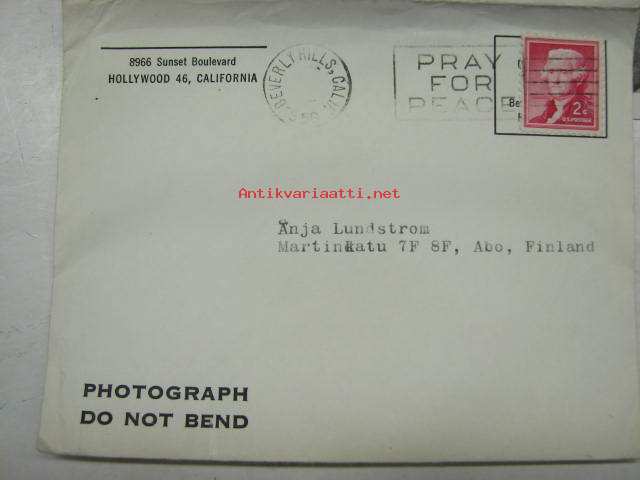 8966 Sunset Boulevard
HOLLYWOOD 46, CALIFORNIA
BEVERLY HILLS, CALIF.
PRAY
FOR
PEACE
2¢
U.S. POSTAGE
Antikvariaatti.net
Anja Lundstrom
Martinkatu 7F 8F, Abo, Finland
PHOTOGRAPH
DO NOT BEND